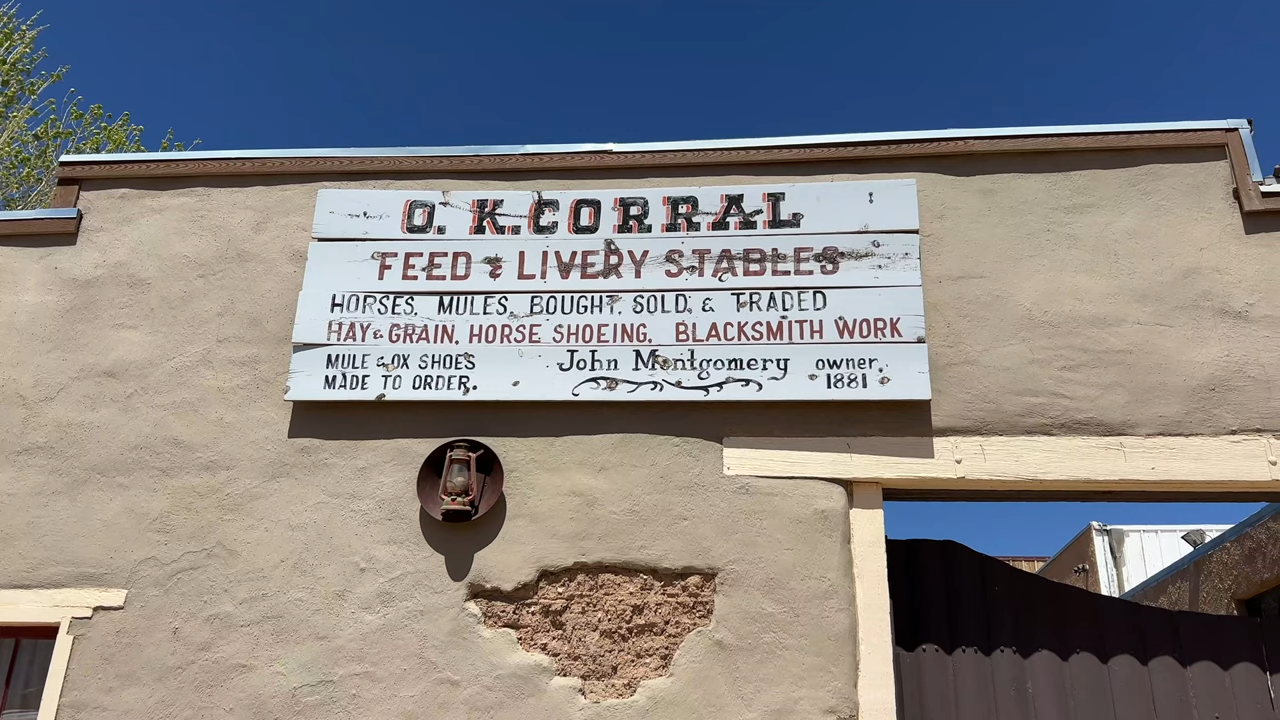 O. K. CORRAL
FEED & LIVERY STABLES
HORSES, MULES, BOUGHT, SOLD, & TRADED
HAY & GRAIN, HORSE SHOEING, BLACKSMITH WORK
MULE & OX SHOES
MADE TO ORDER.
John Montgomery owner,
1881